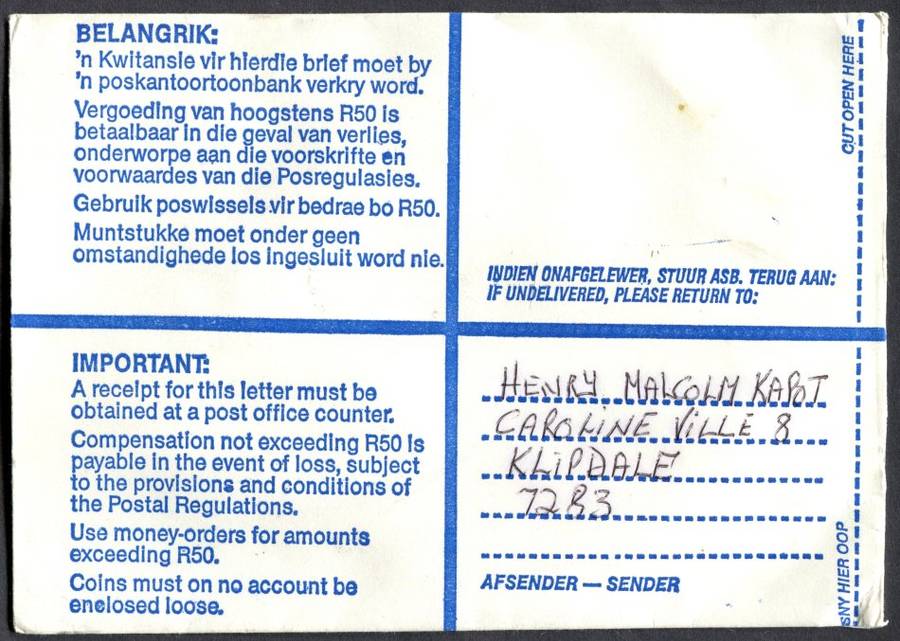 BELANGRIK:
'n Kwitansie vir hierdie brief moet by
'n poskantoortoonbank verkry word.
Vergoeding van hoogstens R50 is
betaalbaar in die geval van verlies,
onderworpe aan die voorskrifte en
voorwaardes van die Posregulasies.
Gebruik poswissels vir bedrae bo R50.
Muntstukke moet onder geen
omstandighede los ingesluit word nie.
CUT OPEN HERE
INDIEN ONAFGELEWER, STUUR ASB. TERUG AAN:
IF UNDELIVERED, PLEASE RETURN TO:
IMPORTANT:
A receipt for this letter must be
obtained at a post office counter.
Compensation not exceeding R50 is
payable in the event of loss, subject
to the provisions and conditions of
the Postal Regulations.
Use money-orders for amounts
exceeding R50.
Coins must on no account be
enclosed loose.
HENRY MALCOLM
CAROLINE VILLE 8
KLIPDALE
7283
AFSENDER — SENDER
SNY HIER OOP